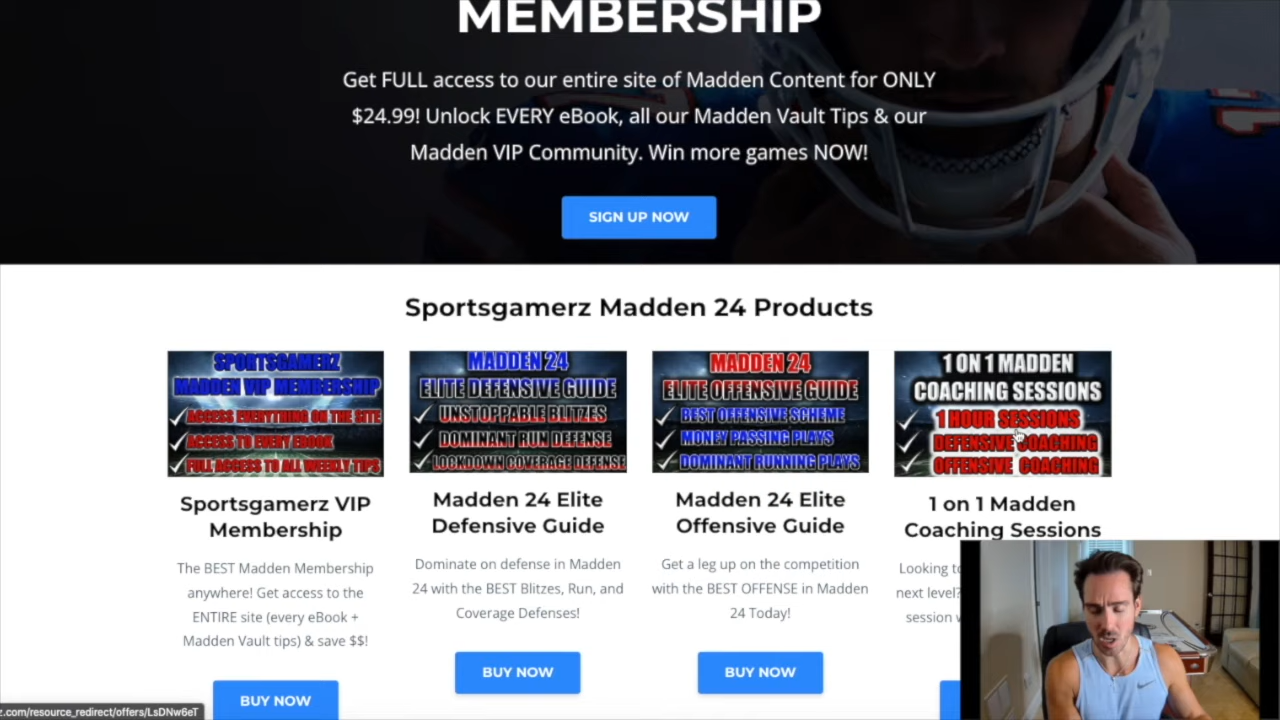 MEMBERSHIP
Get FULL access to our entire site of Madden Content for ONLY
$24.99! Unlock EVERY eBook, all our Madden Vault Tips & our
Madden VIP Community. Win more games NOW!
SIGN UP NOW
Sportsgamerz Madden 24 Products
SPORTSGAMERZ
MADDEN VIP MEMBERSHIP
ACCESS EVERYTHING ON THE SITE
ACCESS TO EVERY EBOOK
FULL ACCESS TO ALL WEEKLY TIPS
Sportsgamerz VIP
Membership
The BEST Madden Membership
anywhere! Get access to the
ENTIRE site (every eBook +
Madden Vault tips) & save $$!
BUY NOW
MADDEN 24
ELITE DEFENSIVE GUIDE
UNSTOPPABLE BLITZES
DOMINANT RUN DEFENSE
LOCKDOWN COVERAGE DEFENSE
Madden 24 Elite
Defensive Guide
Dominate on defense in Madden
24 with the BEST Blitzes, Run, and
Coverage Defenses!
BUY NOW
MADDEN 24
ELITE OFFENSIVE GUIDE
BEST OFFENSIVE SCHEME
MONEY PASSING PLAYS
DOMINANT RUNNING PLAYS
Madden 24 Elite
Offensive Guide
Get a leg up on the competition
with the BEST OFFENSE in Madden
24 Today!
BUY NOW
1 ON 1 MADDEN
COACHING SESSIONS
1 HOUR SESSIONS
DEFENSIVE COACHING
OFFENSIVE COACHING
1 on 1 Madden
Coaching Sessions
Looking
next level?
session
z.com/resource_redirect/offers/LsDNw6eT